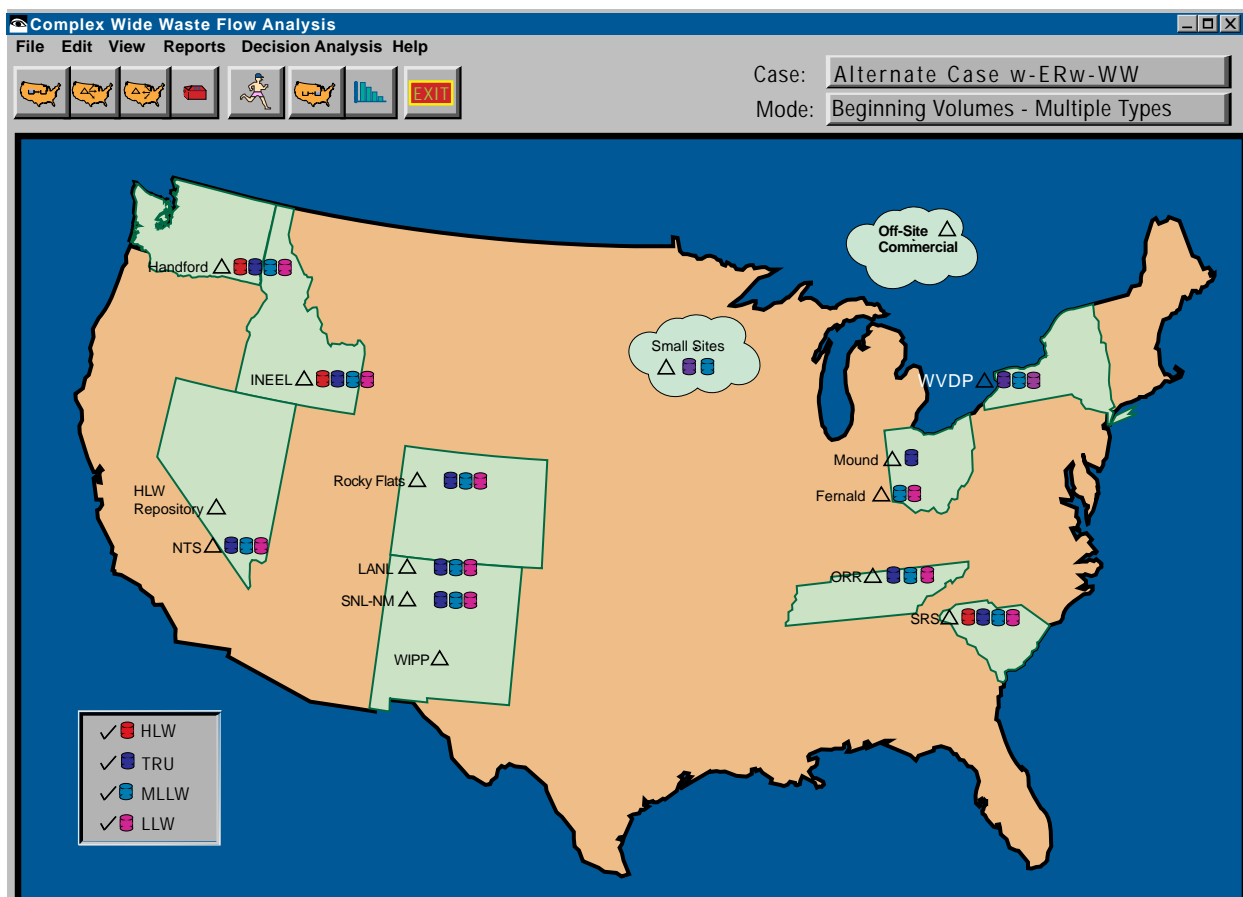 Complex Wide Waste Flow Analysis
File Edit View Reports Decision Analysis Help
EXIT
Case: Alternate Case w-ERw-WW
Mode: Beginning Volumes - Multiple Types
Off-Site
Commercial
Handford
Small Sites
INEEL
WVDP
Mound
Rocky Flats
Fernald
HLW
Repository
NTS
LANL
ORR
SNL-NM
SRS
WIPP
HLW
TRU
MLLW
LLW